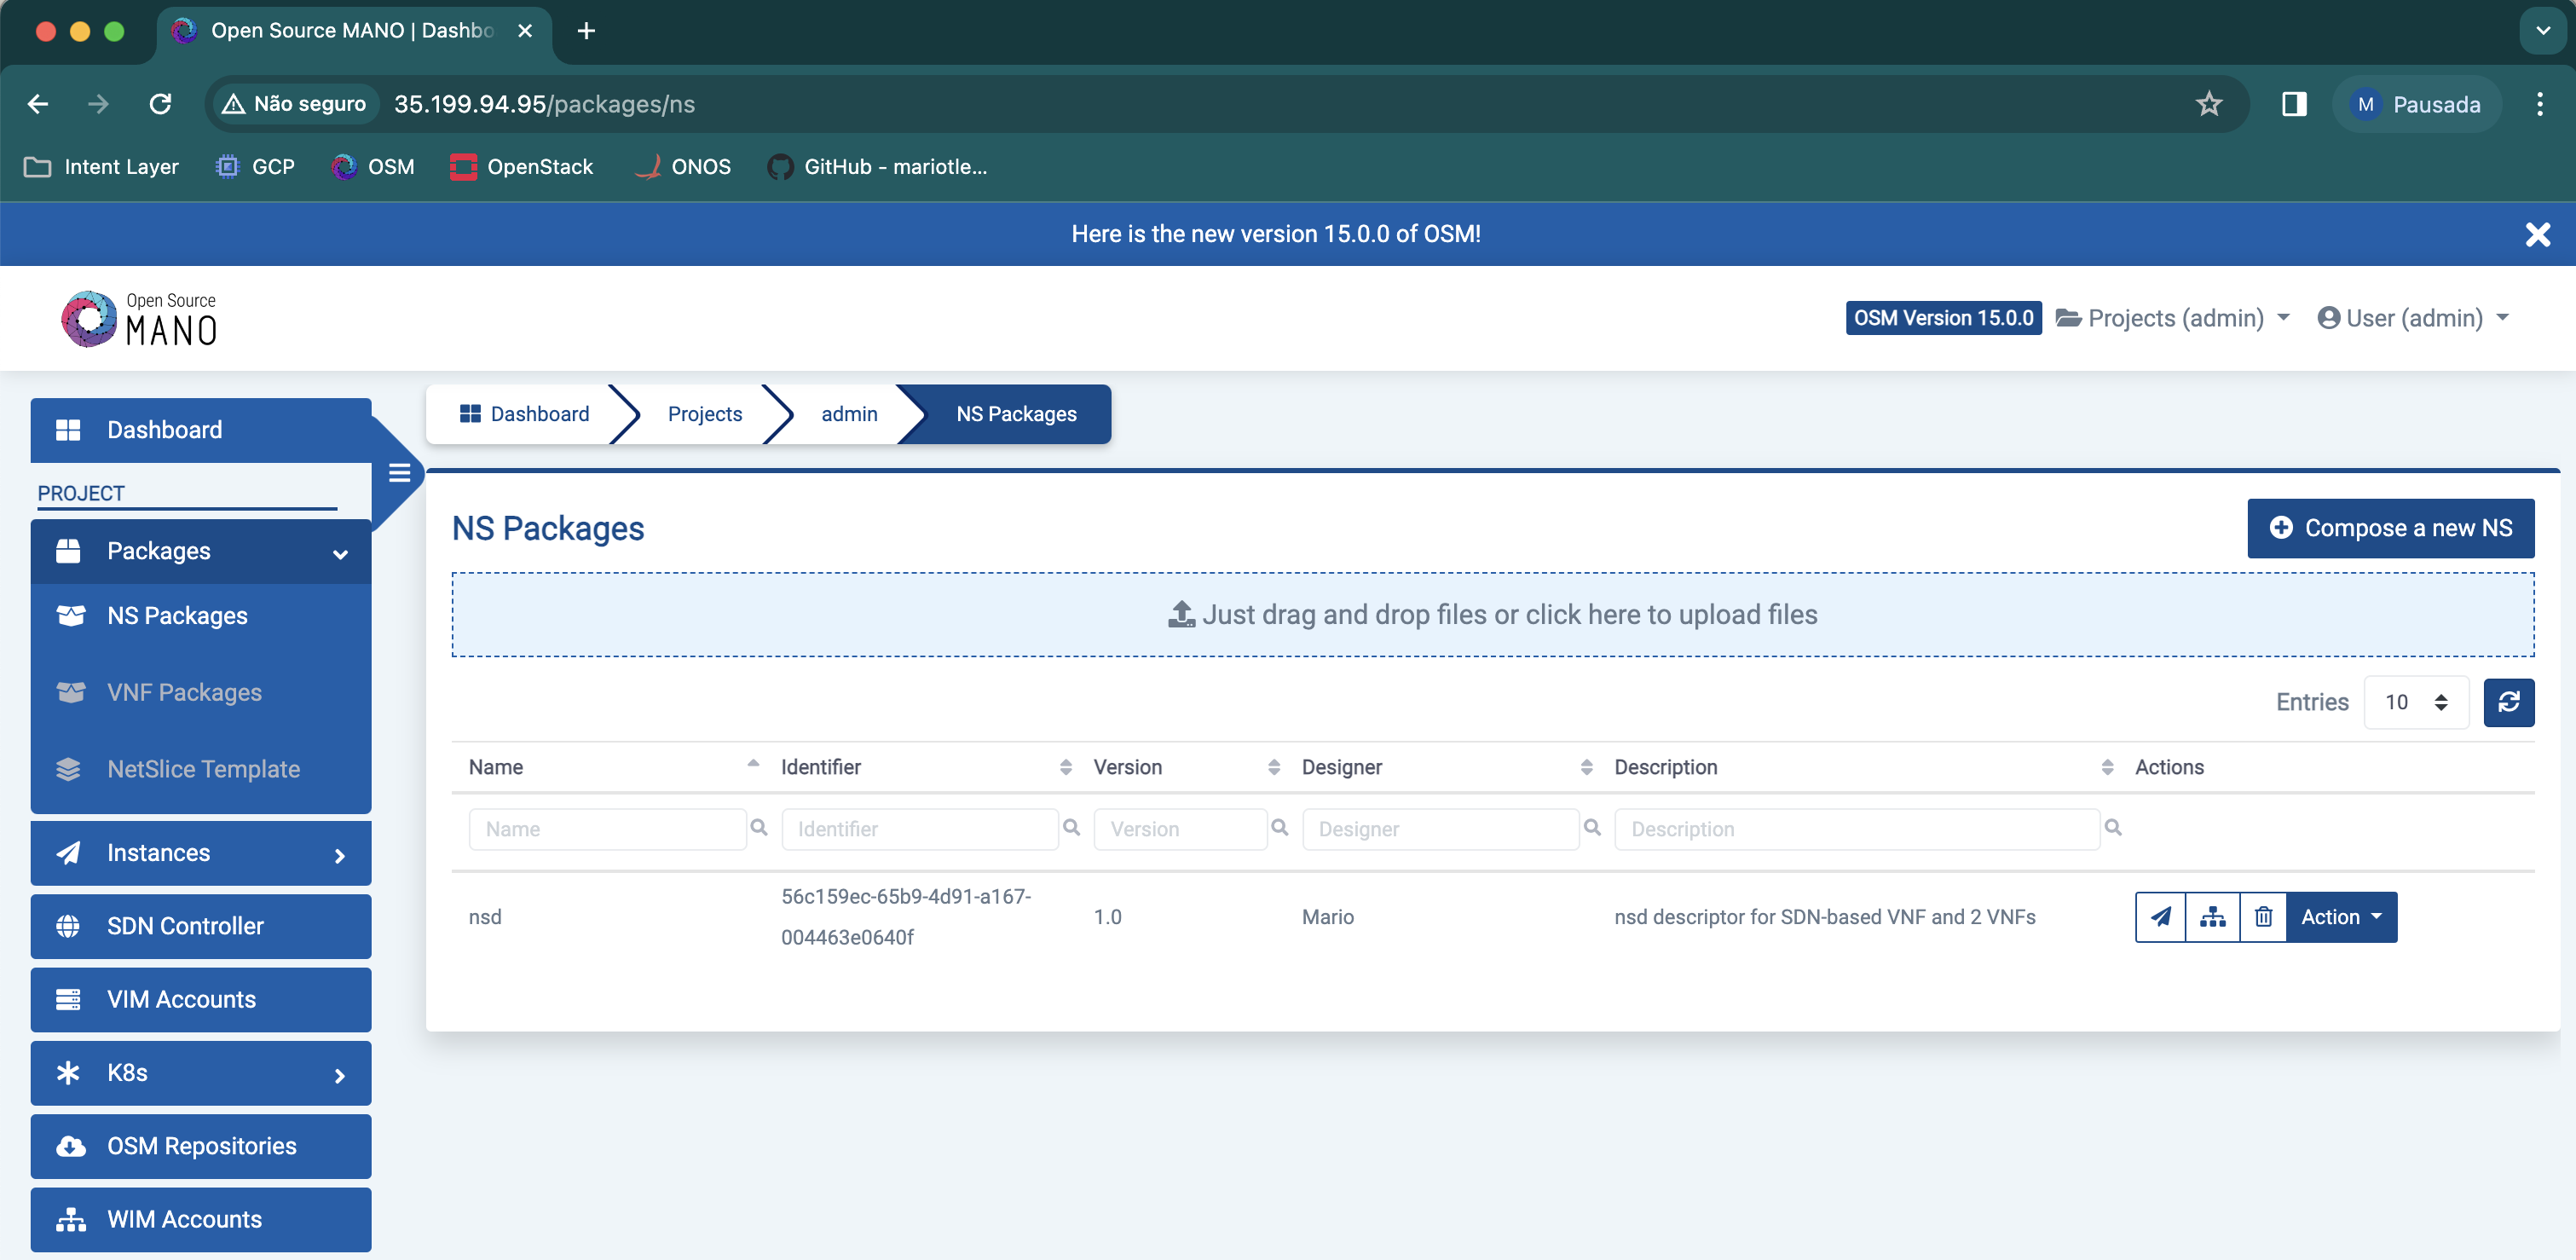 Open Source MANO | Dashbo
Não seguro
35.199.94.95/packages/ns
M
Pausada
Intent Layer
GCP
OSM
OpenStack
ONOS
GitHub - mariotle...
Here is the new version 15.0.0 of OSM!
Open Source
MANO
OSM Version 15.0.0
Projects (admin)
User (admin)
Dashboard
PROJECT
Packages
NS Packages
VNF Packages
NetSlice Template
Instances
SDN Controller
VIM Accounts
K8s
OSM Repositories
WIM Accounts
Dashboard
Projects
admin
NS Packages
NS Packages
Compose a new NS
Just drag and drop files or click here to upload files
Entries
10
Name
Identifier
Version
Designer
Description
Actions
Name
Identifier
Version
Designer
Description
nsd
56c159ec-65b9-4d91-a167-
004463e0640f
1.0
Mario
nsd descriptor for SDN-based VNF and 2 VNFs
Action